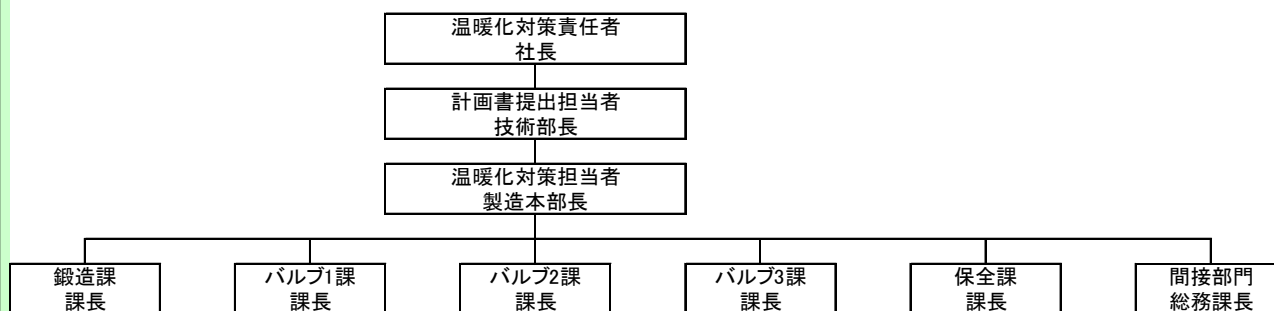 温暖化対策責任者
社長
計画書提出担当者
技術部長
温暖化対策担当者
製造本部長
鍛造課
課長
バルブ1課
課長
バルブ2課
課長
バルブ3課
課長
保全課
課長
間接部門
総務課長